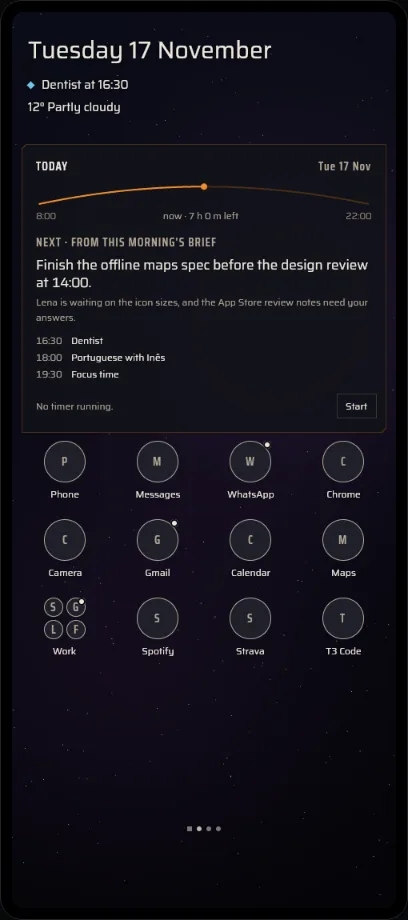 Tuesday 17 November
Dentist at 16:30
12° Partly cloudy
TODAY Tue 17 Nov
8:00 now · 7 h 0 m left 22:00
NEXT · FROM THIS MORNING'S BRIEF
Finish the offline maps spec before the design review
at 14:00.
Lena is waiting on the icon sizes, and the App Store review notes need your
answers.
16:30 Dentist
18:00 Portuguese with Inês
19:30 Focus time
No timer running. Start
P M W C
Phone Messages WhatsApp Chrome
C G C M
Camera Gmail Calendar Maps
S G
L F
S S T
Work Spotify Strava T3 Code